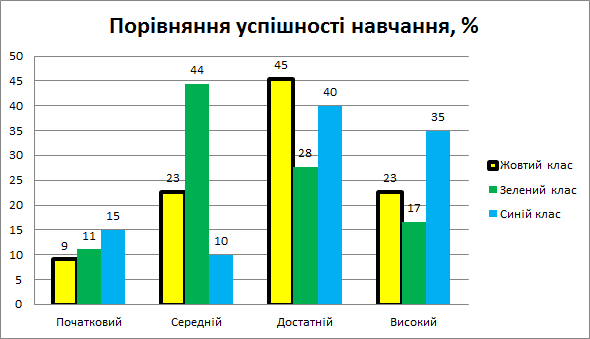 Порівняння успішності навчання, %
50
45
40
35
30
25
20
15
10
5
0
9
11
15
23
44
10
45
28
40
23
17
35
Початковий
Середній
Достатній
Високий
Жовтий клас
Зелений клас
Синій клас